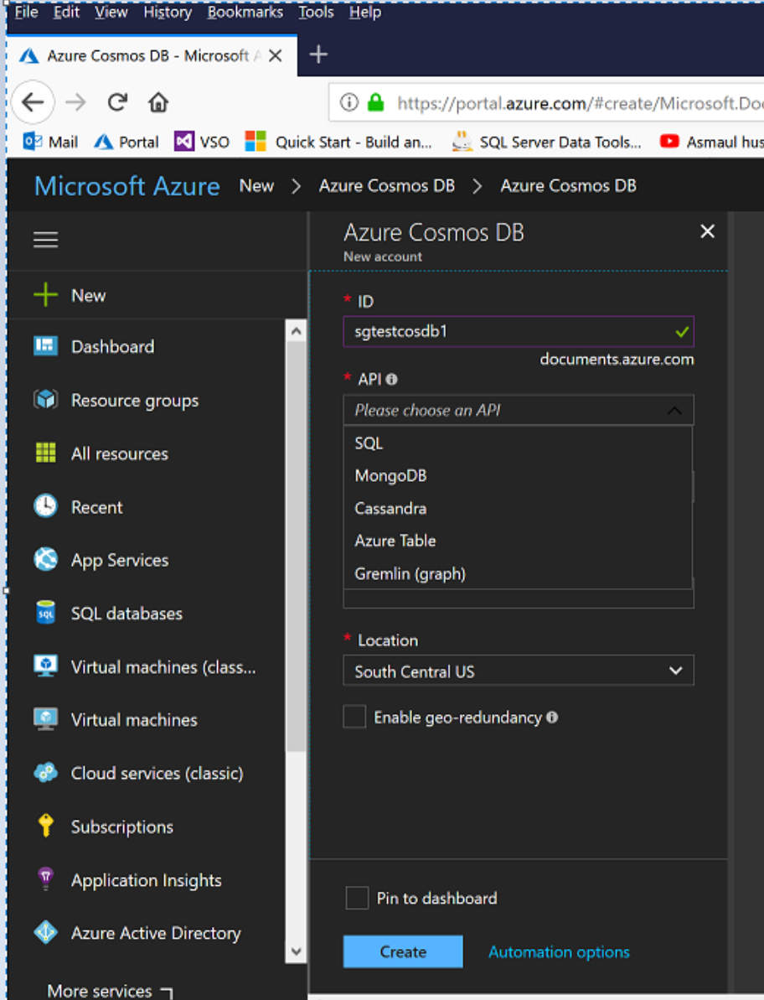 File Edit View History Bookmarks Tools Help
Azure Cosmos DB - Microsoft A
https://portal.azure.com/#create/Microsoft.Doc
Mail Portal VSO Quick Start - Build an... SQL Server Data Tools... Asmaul hus
Microsoft Azure New > Azure Cosmos DB > Azure Cosmos DB
Azure Cosmos DB
New account
New
Dashboard
Resource groups
All resources
Recent
App Services
SQL databases
Virtual machines (class...
Virtual machines
Cloud services (classic)
Subscriptions
Application Insights
Azure Active Directory
More services
* ID
sgtestcosdb1
documents.azure.com
* API
Please choose an API
SQL
MongoDB
Cassandra
Azure Table
Gremlin (graph)
* Location
South Central US
Enable geo-redundancy
Pin to dashboard
Create Automation options